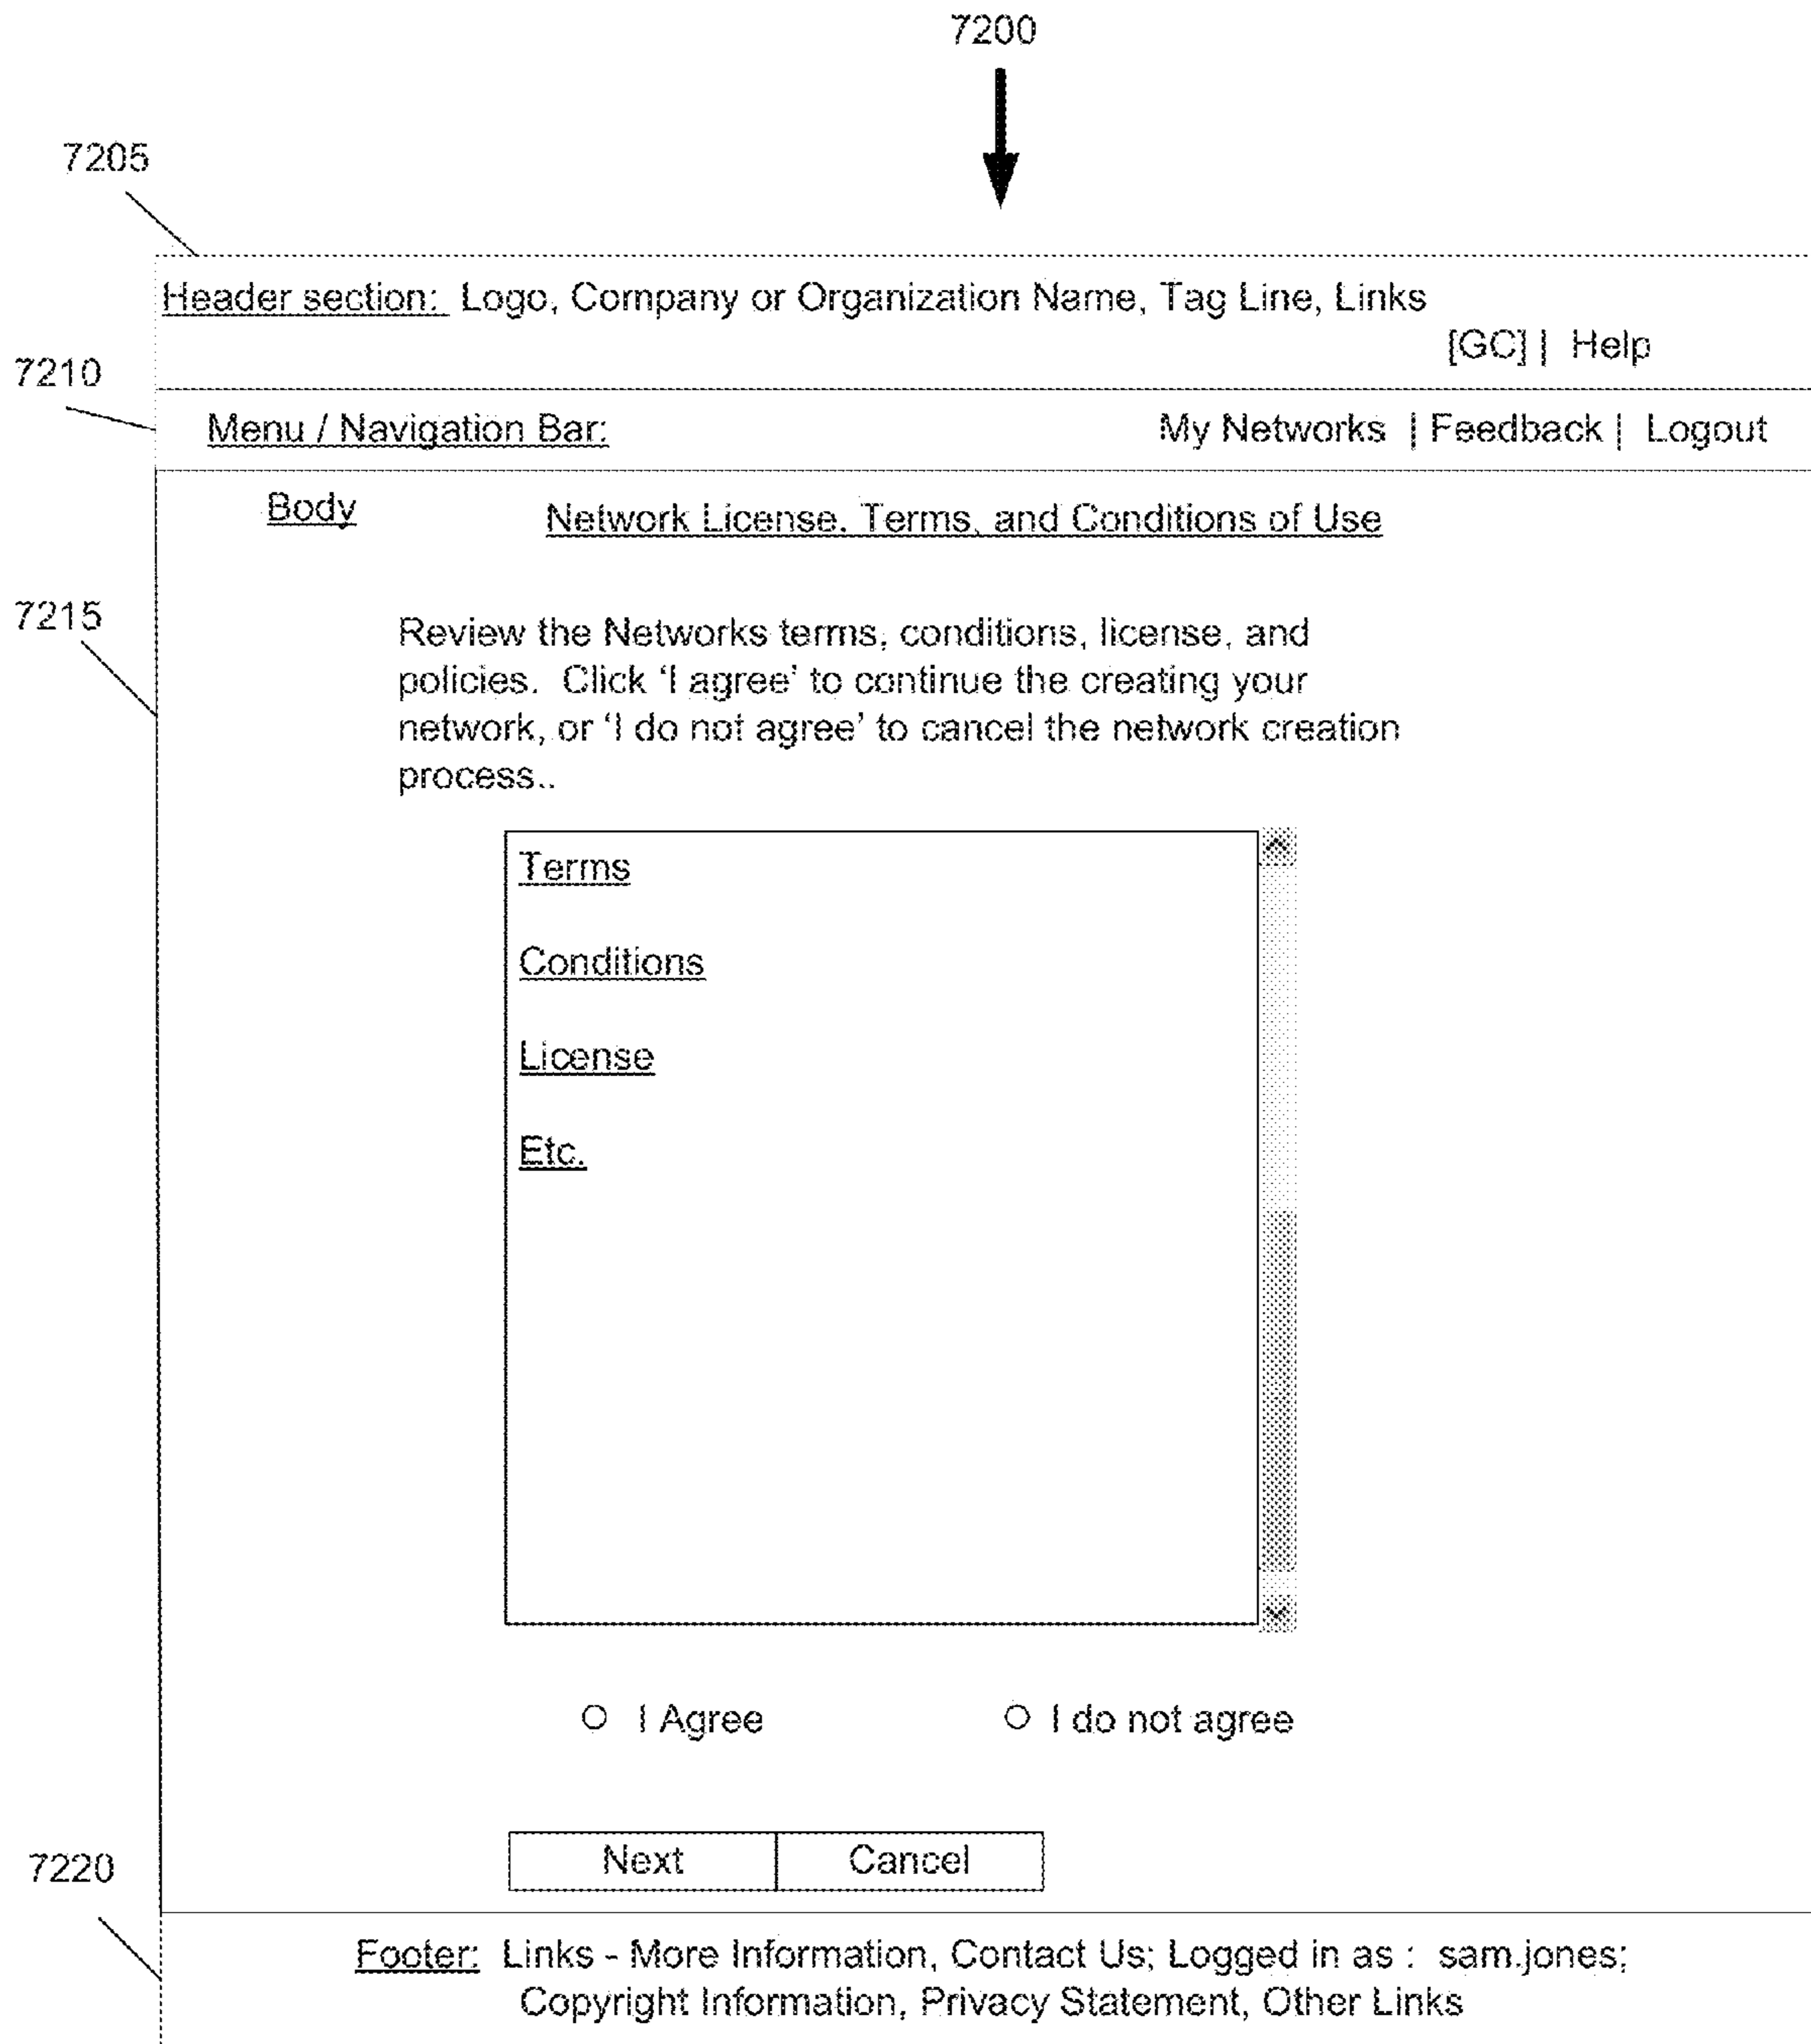 7200
7205
Header section: Logo, Company or Organization Name, Tag Line, Links
[GC] | Help
7210
Menu / Navigation Bar: My Networks | Feedback | Logout
Body
Network License, Terms, and Conditions of Use
7215
Review the Networks terms, conditions, license, and
policies. Click ‘I agree’ to continue the creating your
network, or ‘I do not agree’ to cancel the network creation
process..
Terms
Conditions
License
Etc.
I Agree
I do not agree
Next
Cancel
7220
Footer: Links - More Information, Contact Us; Logged in as : sam.jones;
Copyright Information, Privacy Statement, Other Links